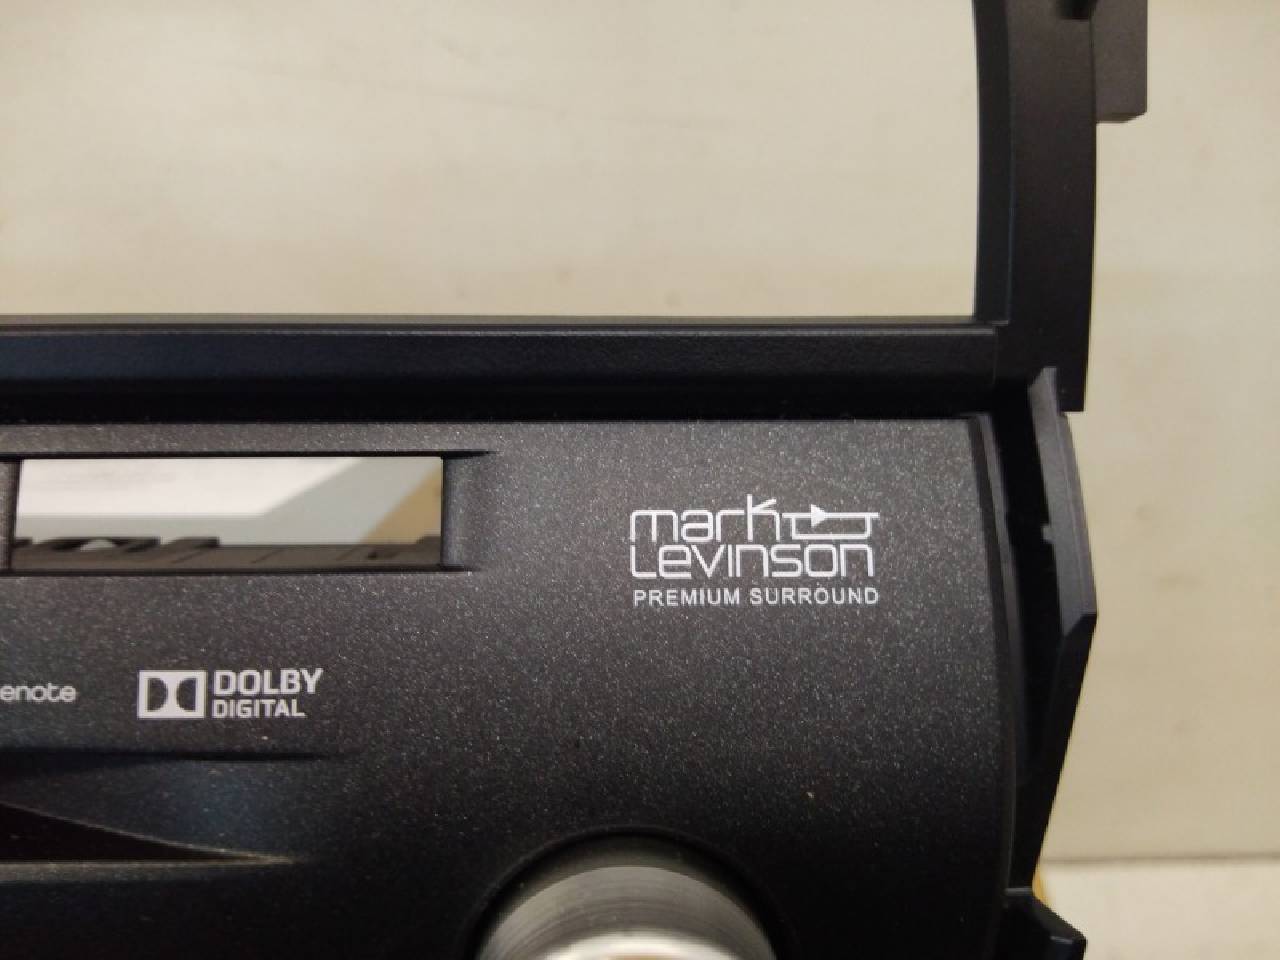 mark
Levinson
PREMIUM SURROUND
enote
DOLBY
DIGITAL